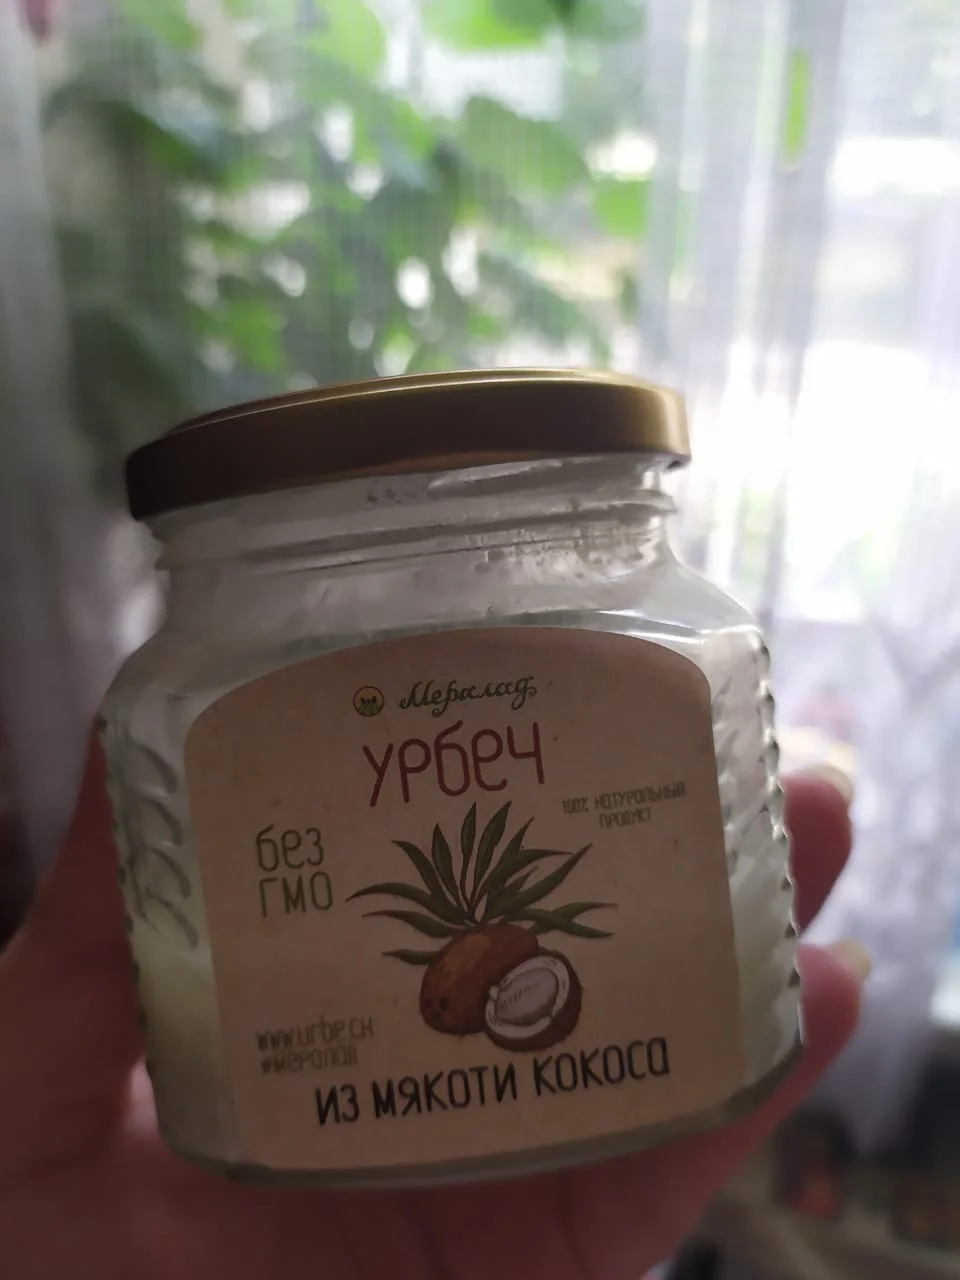 Мералад
урбеч
100% натуральный
продукт
без
ГМО
www.urbe.ch
#мералад
из мякоти кокоса